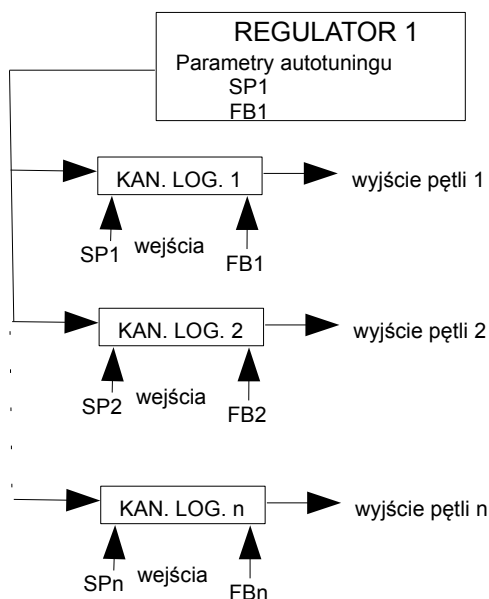 REGULATOR 1
Parametry autotuningu
SP1
FB1
KAN. LOG. 1
wyjście pętli 1
SP1 wejścia FB1
KAN. LOG. 2
wyjście pętli 2
SP2 wejścia FB2
KAN. LOG. n
wyjście pętli n
SPn wejścia FBn